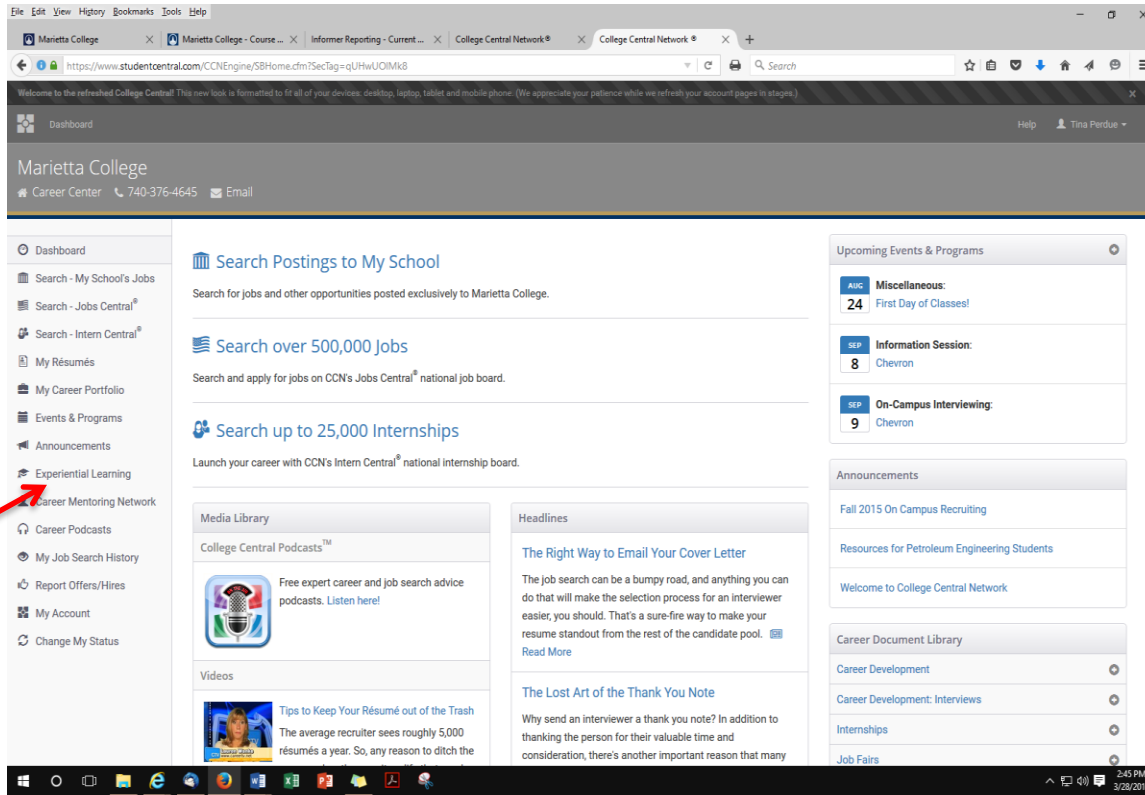 File Edit View History Bookmarks Tools Help
Marietta College
Marietta College - Course ...
Informer Reporting - Current ...
College Central Network®
College Central Network ®
https://www.studentcentral.com/CCNEngine/SBHome.cfm?SecTag=qUHwUOlMk8
Search
Welcome to the refreshed College Central! This new look is formatted to fit all of your devices: desktop, laptop, tablet and mobile phone. (We appreciate your patience while we refresh your account pages in stages.)
Dashboard
Help
Tina Perdue
Marietta College
Career Center 740-376-4645 Email
Dashboard
Search - My School's Jobs
Search - Jobs Central®
Search - Intern Central®
My Résumés
My Career Portfolio
Events & Programs
Announcements
Experiential Learning
Career Mentoring Network
Career Podcasts
My Job Search History
Report Offers/Hires
My Account
Change My Status
Search Postings to My School
Search for jobs and other opportunities posted exclusively to Marietta College.
Search over 500,000 Jobs
Search and apply for jobs on CCN's Jobs Central® national job board.
Search up to 25,000 Internships
Launch your career with CCN's Intern Central® national internship board.
Media Library
College Central Podcasts™
Free expert career and job search advice
podcasts. Listen here!
Videos
Tips to Keep Your Résumé out of the Trash
The average recruiter sees roughly 5,000
résumés a year. So, any reason to ditch the
Headlines
The Right Way to Email Your Cover Letter
The job search can be a bumpy road, and anything you can
do that will make the selection process for an interviewer
easier, you should. That's a sure-fire way to make your
resume standout from the rest of the candidate pool.
Read More
The Lost Art of the Thank You Note
Why send an interviewer a thank you note? In addition to
thanking the person for their valuable time and
consideration, there's another important reason that many
Upcoming Events & Programs
AUG
24
Miscellaneous:
First Day of Classes!
SEP
8
Information Session:
Chevron
SEP
9
On-Campus Interviewing:
Chevron
Announcements
Fall 2015 On Campus Recruiting
Resources for Petroleum Engineering Students
Welcome to College Central Network
Career Document Library
Career Development
Career Development: Interviews
Internships
Job Fairs
2:45 PM
3/28/201